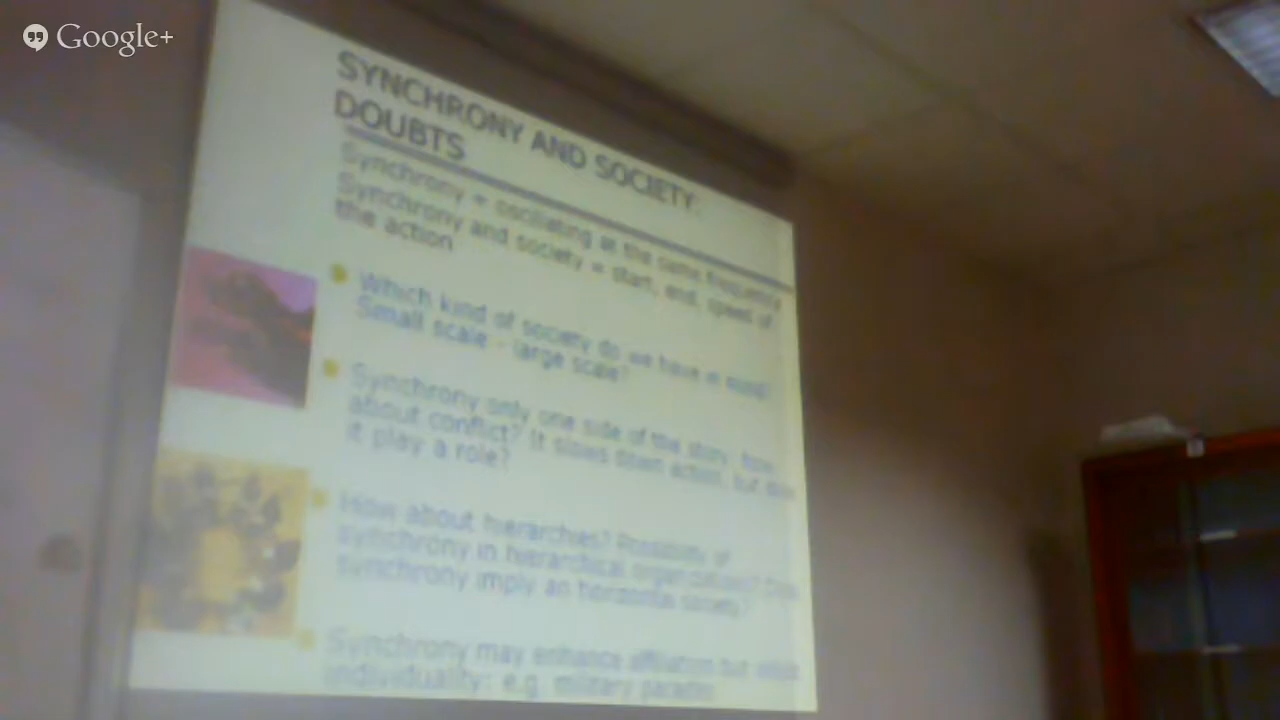 Google+
SYNCHRONY AND SOCIETY.
DOUBTS
Synchrony = oscillating at the same frequency
Synchrony and society = start, end, speed of
the action
Which kind of society do we have in
Small scale - large scale?
Synchrony only one side of the story, how
about conflict? It slows down action, but does
it play a role?
How about hierarchies? Possibility of
synchrony in hierarchical organizations? Does
synchrony imply an horizontal society?
Synchrony may enhance affiliation but
individuality: e.g. military parades